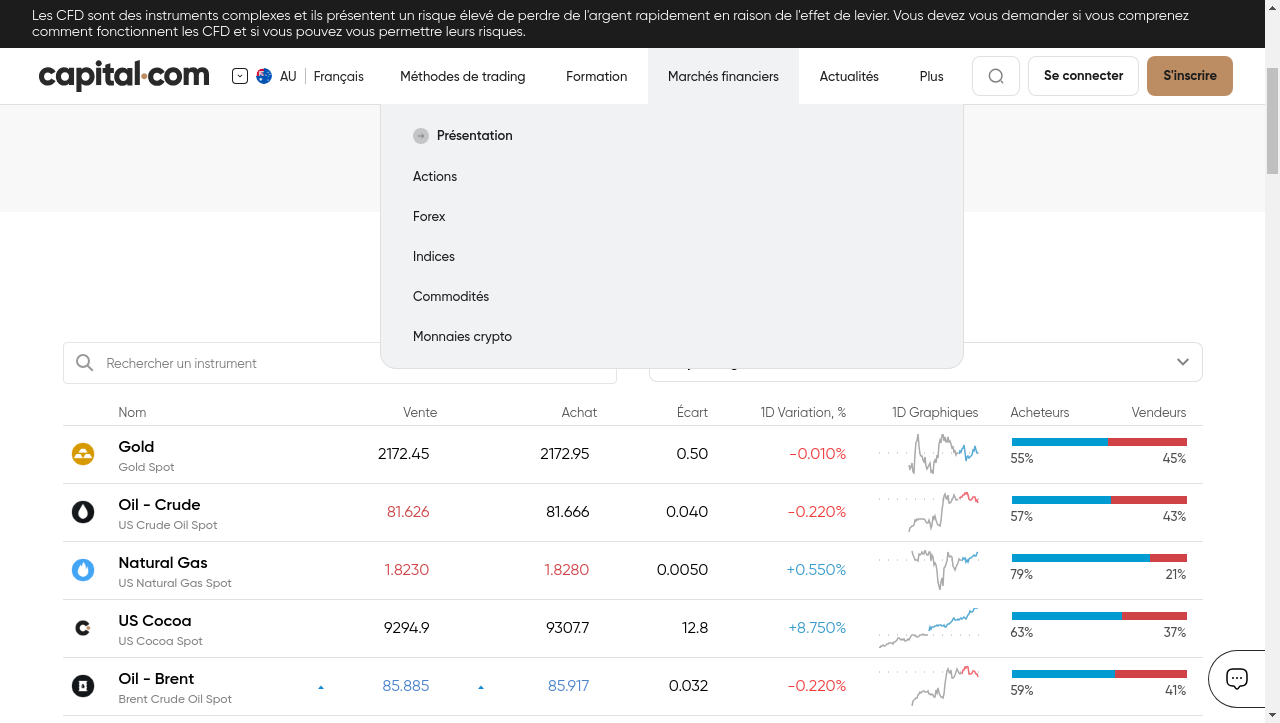 Les CFD sont des instruments complexes et ils présentent un risque élevé de perdre de l'argent rapidement en raison de l'effet de levier. Vous devez vous demander si vous comprenez
comment fonctionnent les CFD et si vous pouvez vous permettre leurs risques.
capital.com AU Français Méthodes de trading Formation Marchés financiers Actualités Plus Se connecter S'inscrire
Présentation
Actions
Forex
Indices
Commodités
Monnaies crypto
Rechercher un instrument
Nom Vente Achat Écart 1D Variation, % 1D Graphiques Acheteurs Vendeurs
Gold 2172.45 2172.95 0.50 -0.010%
Gold Spot 55% 45%
Oil - Crude 81.626 81.666 0.040 -0.220%
US Crude Oil Spot 57% 43%
Natural Gas 1.8230 1.8280 0.0050 +0.550%
US Natural Gas Spot 79% 21%
US Cocoa 9294.9 9307.7 12.8 +8.750%
US Cocoa Spot 63% 37%
Oil - Brent 85.885 85.917 0.032 -0.220%
Brent Crude Oil Spot 59% 41%